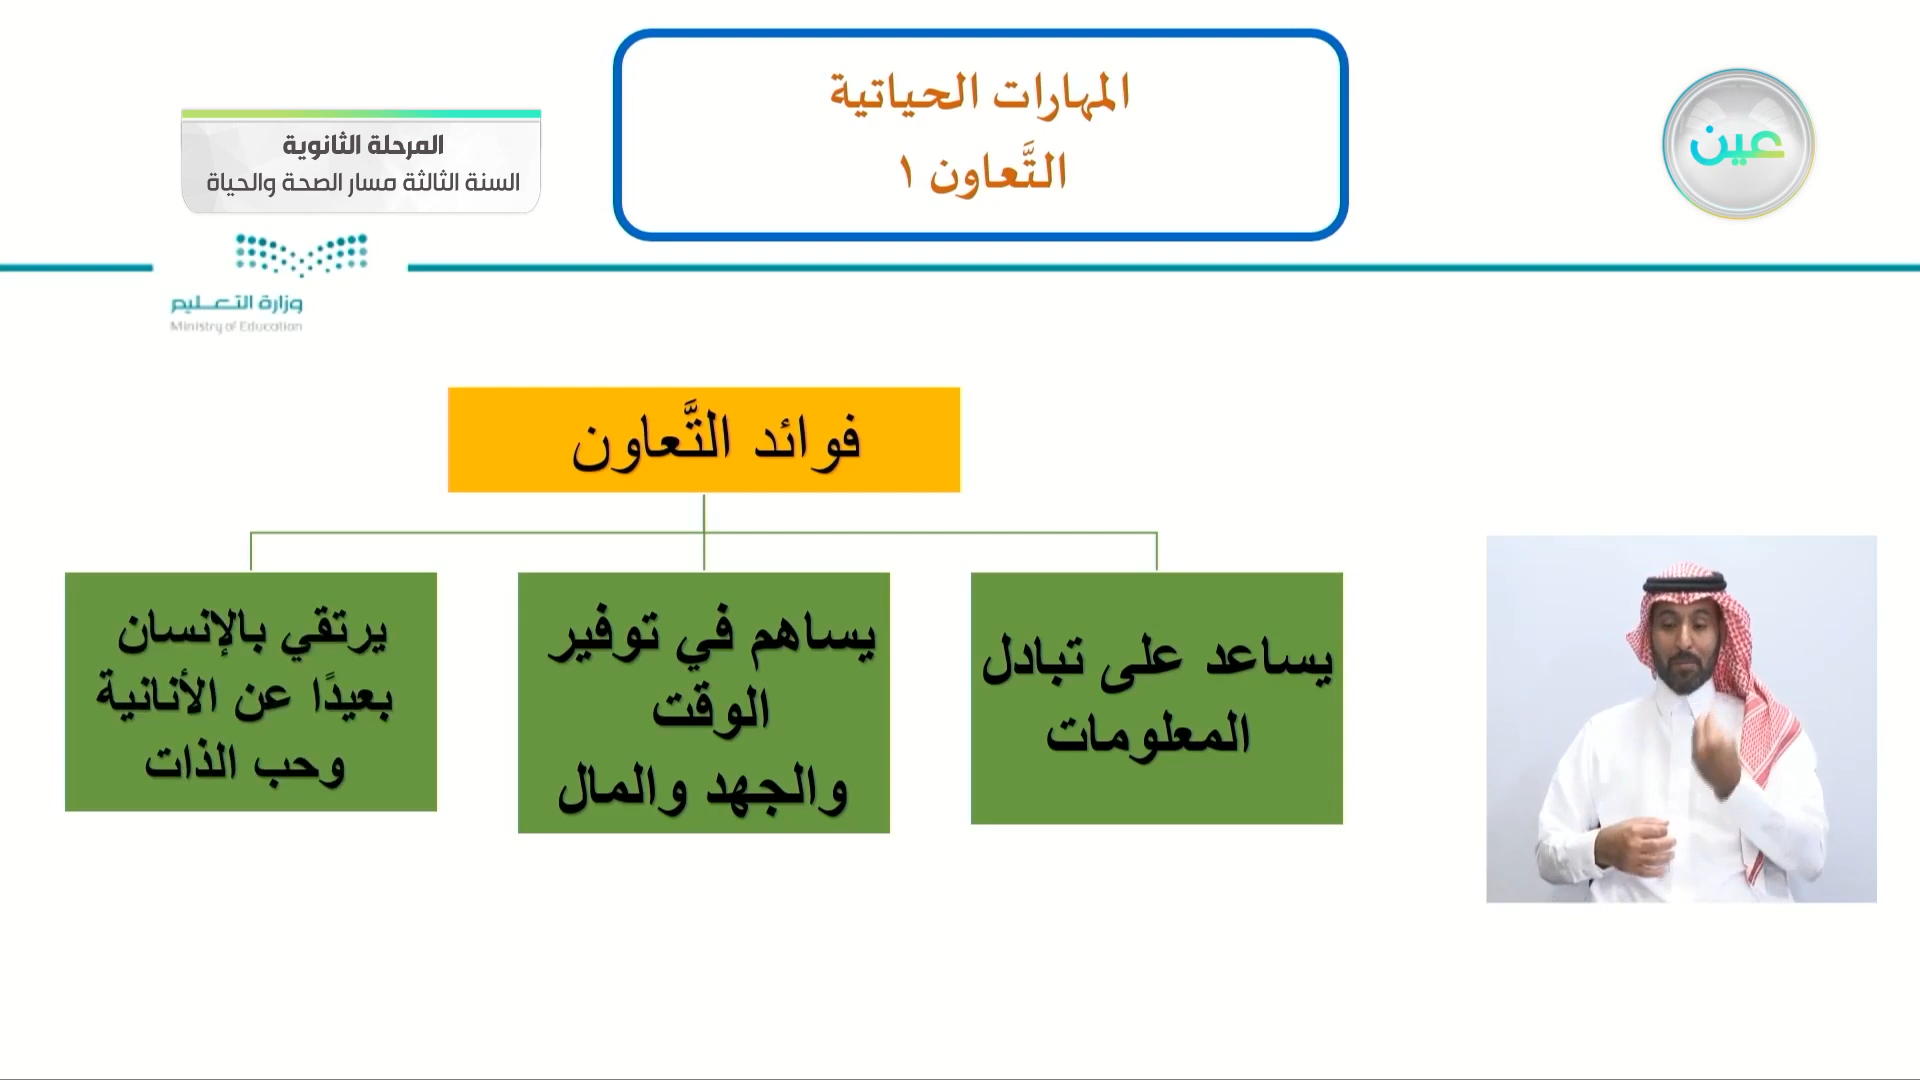 المهارات الحياتية
التَّعاون ١
عين
المرحلة الثانوية
السنة الثالثة مسار الصحة والحياة
وزارة التعليم
Ministry of Education
فوائد التَّعاون
يساعد على تبادل
المعلومات
يساهم في توفير
الوقت
والجهد والمال
يرتقي بالإنسان
بعيدًا عن الأنانية
وحب الذات